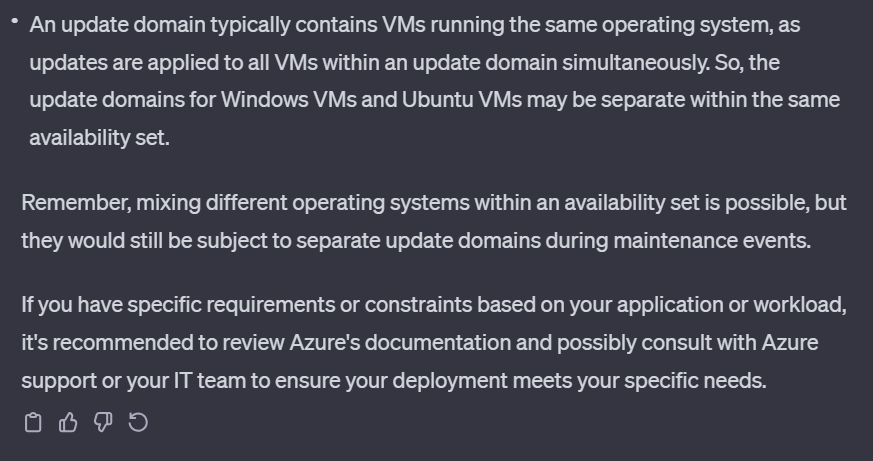 • An update domain typically contains VMs running the same operating system, as
updates are applied to all VMs within an update domain simultaneously. So, the
update domains for Windows VMs and Ubuntu VMs may be separate within the same
availability set.
Remember, mixing different operating systems within an availability set is possible, but
they would still be subject to separate update domains during maintenance events.
If you have specific requirements or constraints based on your application or workload,
it's recommended to review Azure's documentation and possibly consult with Azure
support or your IT team to ensure your deployment meets your specific needs.